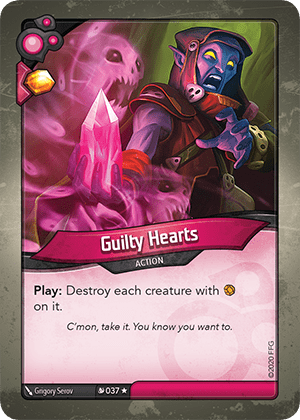 Guilty Hearts
ACTION
Play: Destroy each creature with
on it.
C'mon, take it. You know you want to.
Grigory Serov
037
©2020 FFG